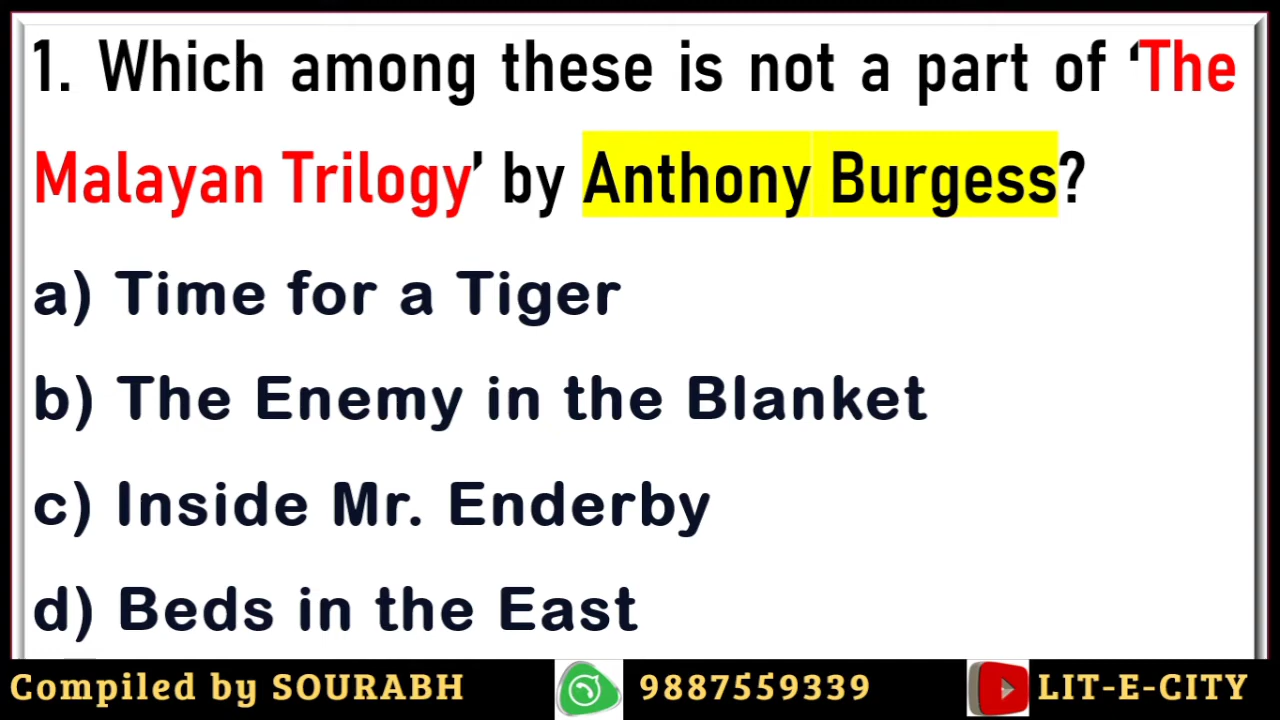 1. Which among these is not a part of ‘The
Malayan Trilogy’ by Anthony Burgess?
a) Time for a Tiger
b) The Enemy in the Blanket
c) Inside Mr. Enderby
d) Beds in the East
Compiled by SOURABH 9887559339 LIT-E-CITY